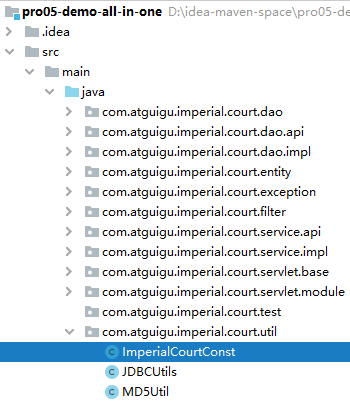 pro05-demo-all-in-one D:\idea-maven-space\pro05-de
.idea
src
main
java
com.atguigu.imperial.court.dao
com.atguigu.imperial.court.dao.api
com.atguigu.imperial.court.dao.impl
com.atguigu.imperial.court.entity
com.atguigu.imperial.court.exception
com.atguigu.imperial.court.filter
com.atguigu.imperial.court.service.api
com.atguigu.imperial.court.service.impl
com.atguigu.imperial.court.servlet.base
com.atguigu.imperial.court.servlet.module
com.atguigu.imperial.court.test
com.atguigu.imperial.court.util
C ImperialCourtConst
C JDBCUtils
C MD5Util